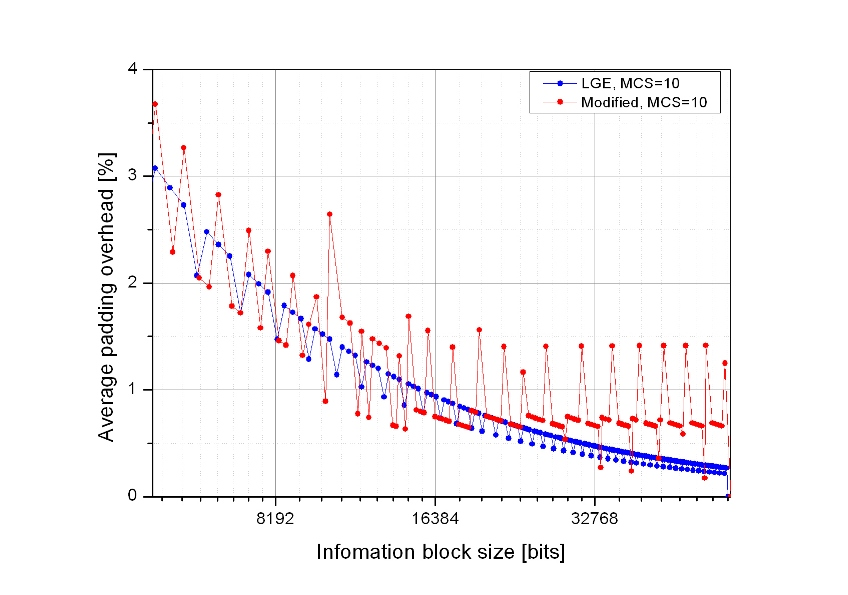 4
LGE, MCS=10
Modified, MCS=10
3
2
1
0
Average padding overhead [%]
8192
16384
32768
Infomation block size [bits]